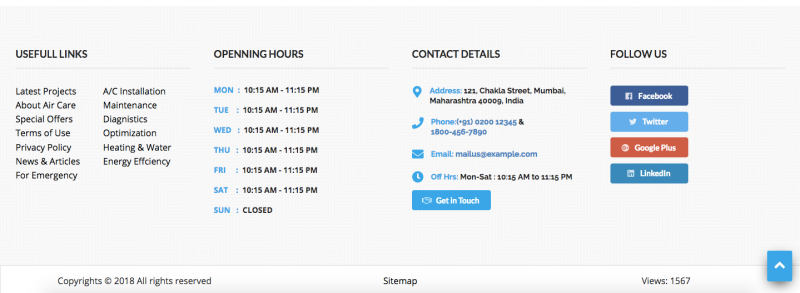 USEFULL LINKS
Latest Projects
About Air Care
Special Offers
Terms of Use
Privacy Policy
News & Articles
For Emergency
A/C Installation
Maintenance
Diagnistics
Optimization
Heating & Water
Energy Effciency
OPENNING HOURS
MON : 10:15 AM - 11:15 PM
TUE : 10:15 AM - 11:15 PM
WED : 10:15 AM - 11:15 PM
THU : 10:15 AM - 11:15 PM
FRI : 10:15 AM - 11:15 PM
SAT : 10:15 AM - 11:15 PM
SUN : CLOSED
CONTACT DETAILS
Address: 121, Chakla Street, Mumbai,
Maharashtra 40009, India
Phone:(+91) 0200 12345 &
1800-456-7890
Email: mailus@example.com
Off Hrs: Mon-Sat : 10:15 AM to 11:15 PM
Get in Touch
FOLLOW US
Facebook
Twitter
Google Plus
LinkedIn
Copyrights © 2018 All rights reserved
Sitemap
Views: 1567